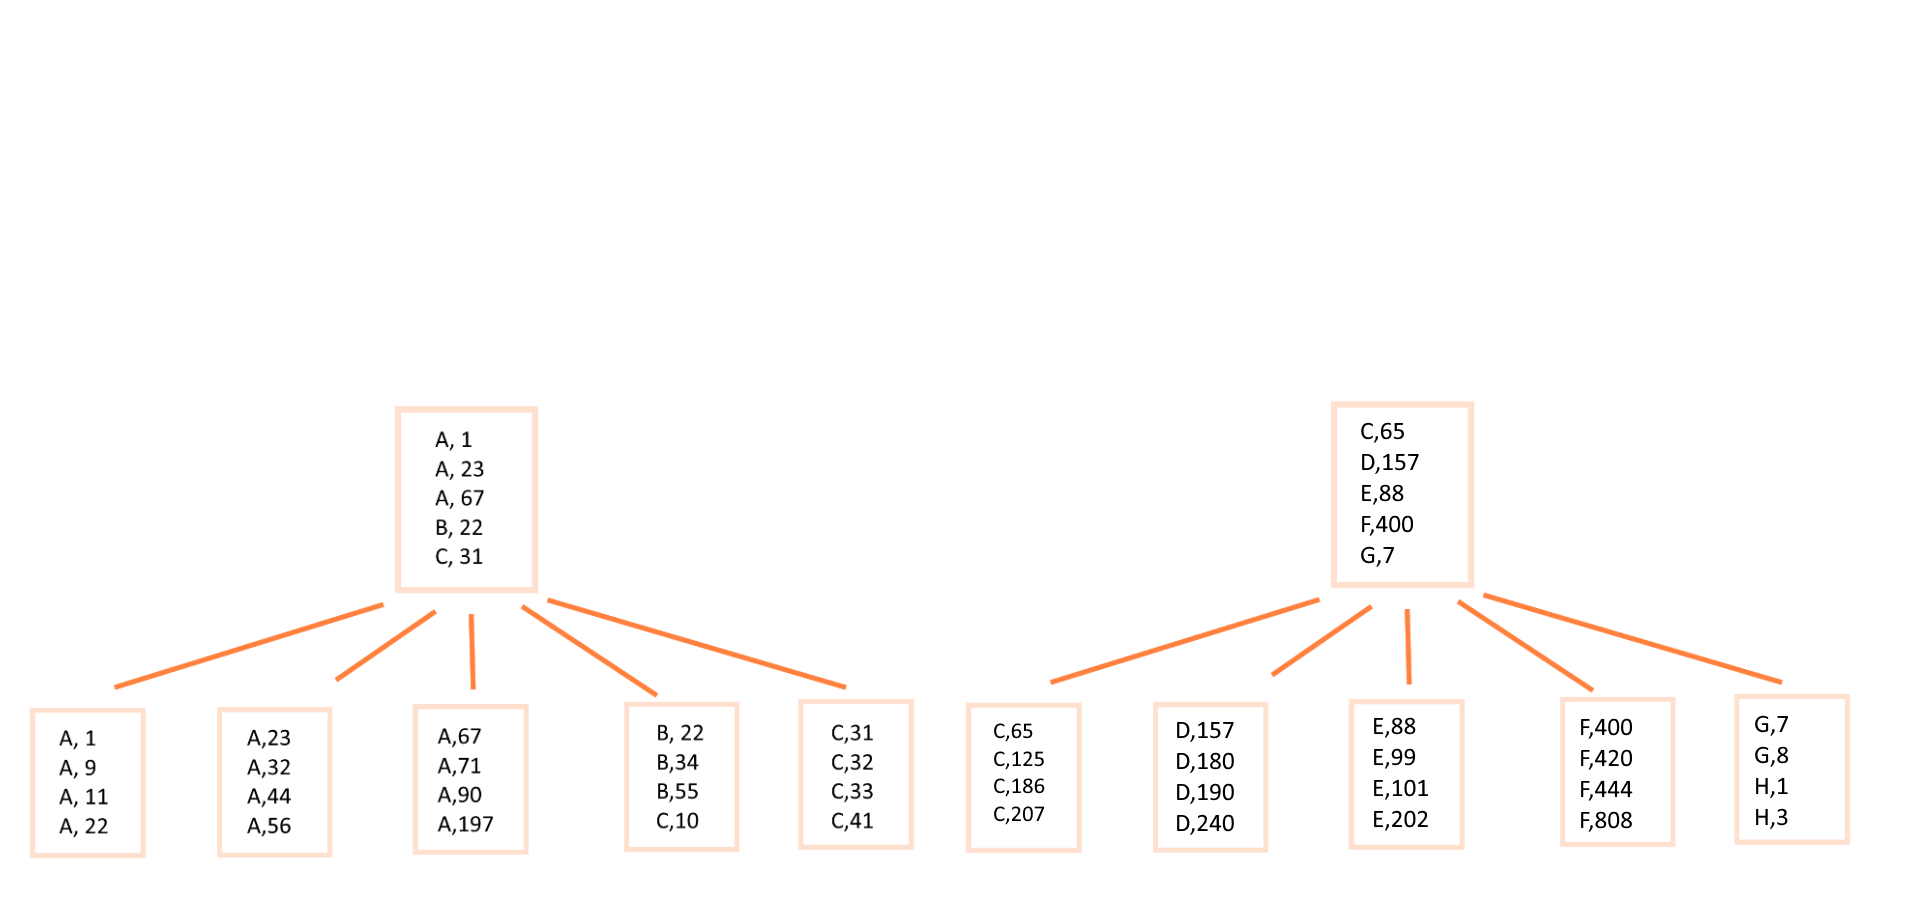 A, 1
A, 23
A, 67
B, 22
C, 31
C,65
D,157
E,88
F,400
G,7
A, 1
A, 9
A, 11
A, 22
A,23
A,32
A,44
A,56
A,67
A,71
A,90
A,197
B, 22
B,34
B,55
C,10
C,31
C,32
C,33
C,41
C,65
C,125
C,186
C,207
D,157
D,180
D,190
D,240
E,88
E,99
E,101
E,202
F,400
F,420
F,444
F,808
G,7
G,8
H,1
H,3